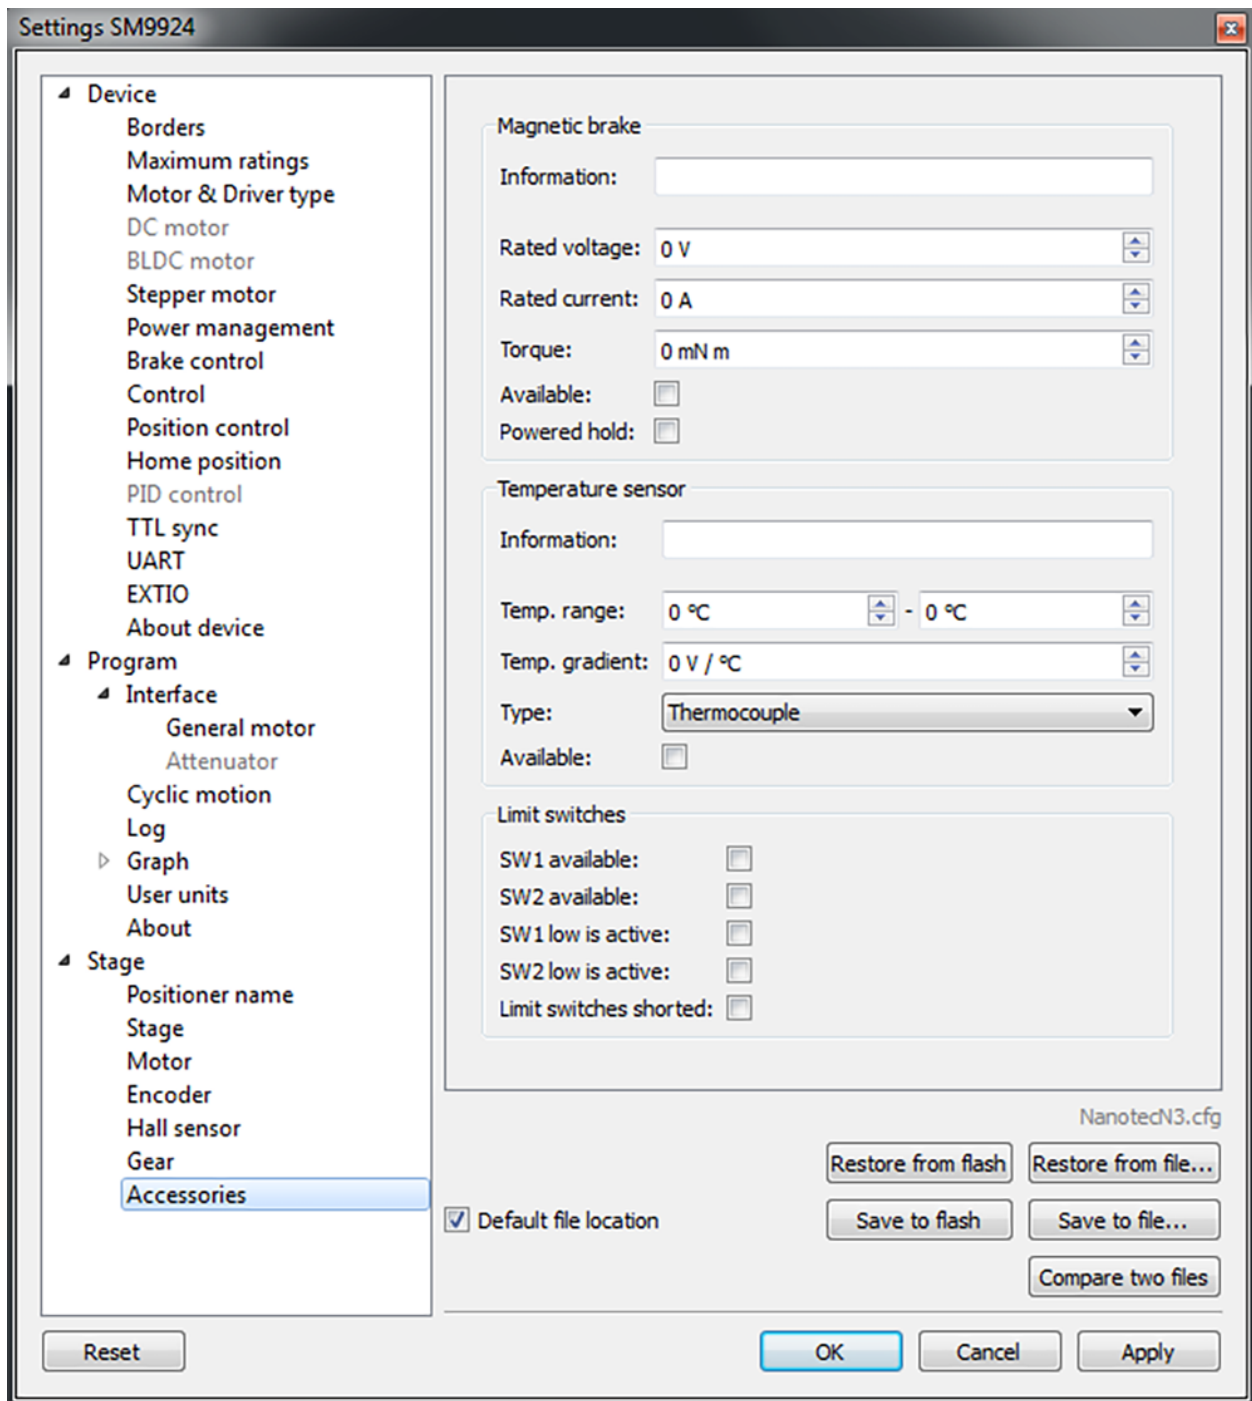 Settings SM9924
Device
Borders
Maximum ratings
Motor & Driver type
DC motor
BLDC motor
Stepper motor
Power management
Brake control
Control
Position control
Home position
PID control
TTL sync
UART
EXTIO
About device
Program
Interface
General motor
Attenuator
Cyclic motion
Log
Graph
User units
About
Stage
Positioner name
Stage
Motor
Encoder
Hall sensor
Gear
Accessories
Magnetic brake
Information:
Rated voltage: 0 V
Rated current: 0 A
Torque: 0 mN m
Available:
Powered hold:
Temperature sensor
Information:
Temp. range: 0 °C - 0 °C
Temp. gradient: 0 V / °C
Type: Thermocouple
Available:
Limit switches
SW1 available:
SW2 available:
SW1 low is active:
SW2 low is active:
Limit switches shorted:
NanotecN3.cfg
Restore from flash Restore from file...
Default file location Save to flash Save to file...
Compare two files
Reset OK Cancel Apply